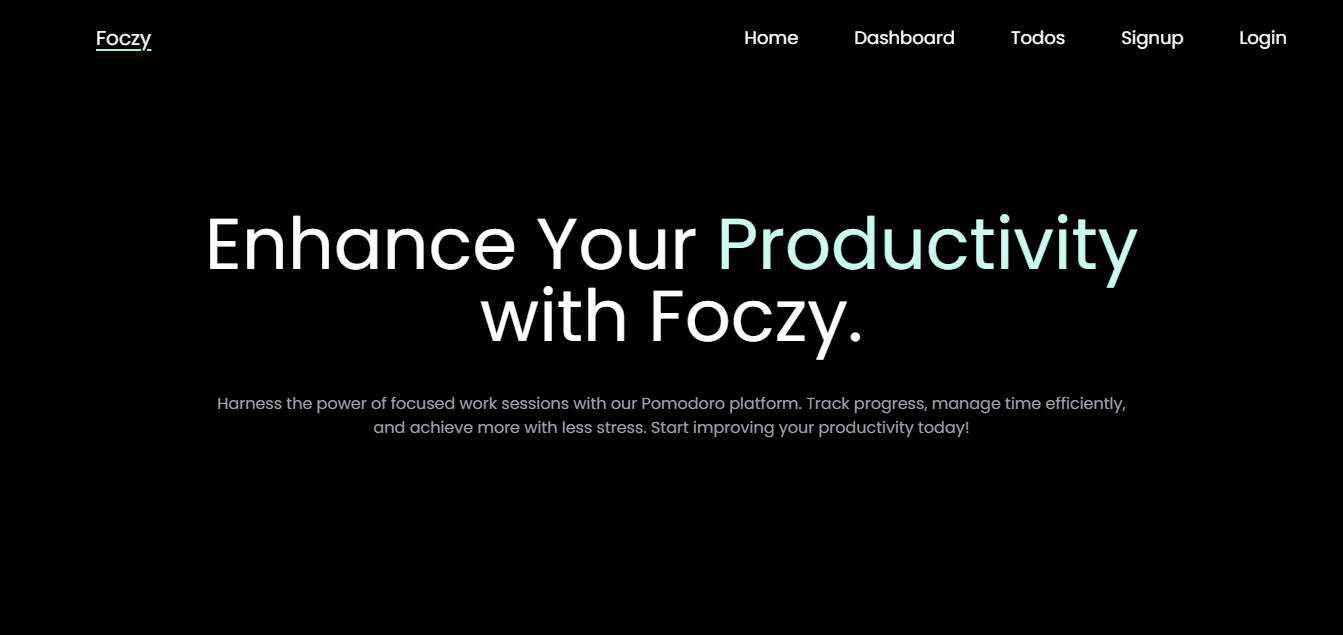 Foczy
Home Dashboard Todos Signup Login
Enhance Your Productivity
with Foczy.
Harness the power of focused work sessions with our Pomodoro platform. Track progress, manage time efficiently,
and achieve more with less stress. Start improving your productivity today!